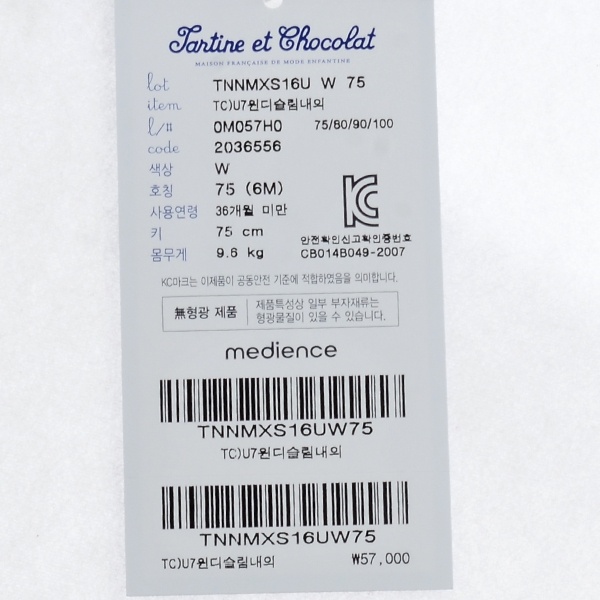 Tartine et Chocolat
MAISON FRANÇAISE DE MODE ENFANTINE
lot TNNMXS16U W 75
item TC)U7윈디슬림내의
l/# 0M057H0 75/80/90/100
code 2036556
색상 W
호칭 75 (6M)
사용연령 36개월 미만
키 75 cm
몸무게 9.6 kg
안전확인신고확인증번호
CB014B049-2007
KC마크는 이제품이 공동안전 기준에 적합하였음을 의미합니다.
無형광 제품
제품특성상 일부 부자재류는
형광물질이 있을 수 있습니다.
medience
TNNMXS16UW75
TC)U7윈디슬림내의
TNNMXS16UW75
TC)U7윈디슬림내의 ₩57,000